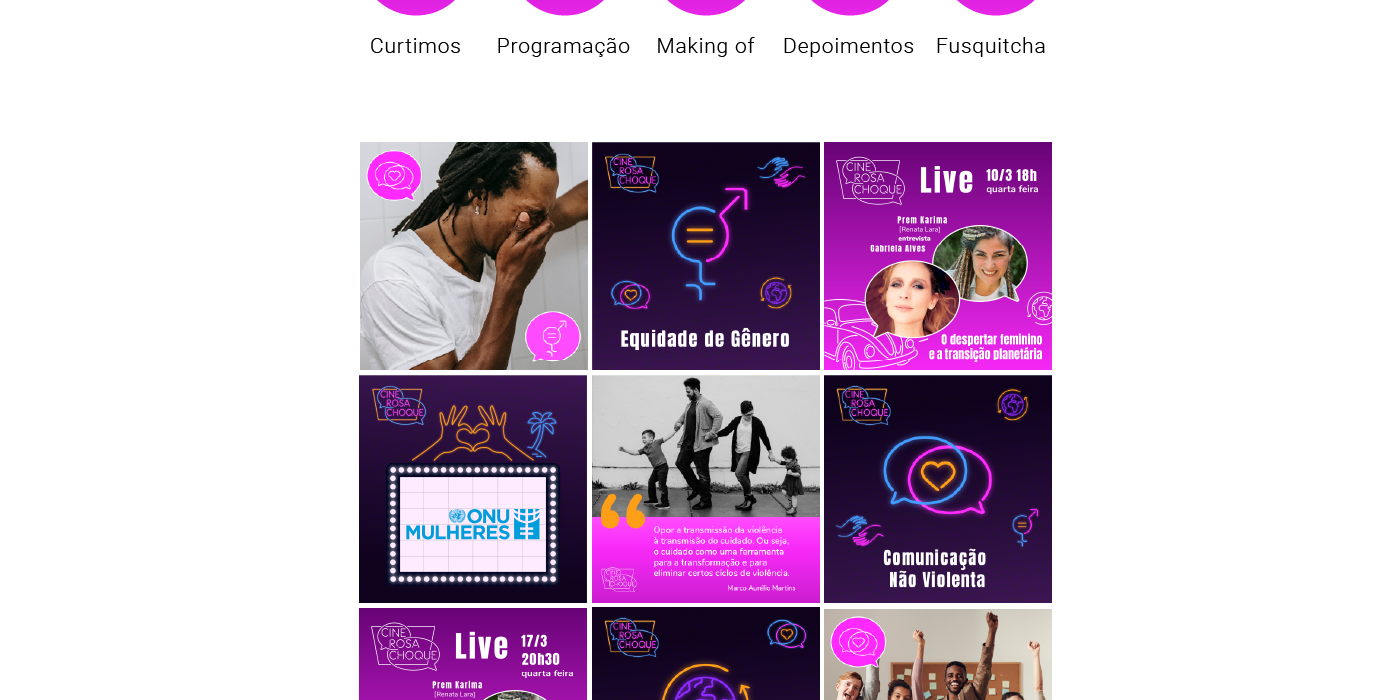 Curtimos
Programação
Making of
Depoimentos
Fusquitcha
CINE
ROSA
CHOQUE
Equidade de Gênero
CINE
ROSA
CHOQUE
Live
10/3 18h
quarta feira
Prem Karima
[Renata Lara]
entrevista
Gabriela Alves
O despertar feminino
e a transição planetária
CINE
ROSA
CHOQUE
ONU
MULHERES
Opor a transmissão da violência
à transmisão do cuidado. Ou seja,
o cuidado como uma forramenta
para a transformação e para
eliminar certos ciclos de violência.
Marco Aurélio Martins
CINE
ROSA
CHOQUE
CINE
ROSA
CHOQUE
Comunicação
Não Violenta
CINE
ROSA
CHOQUE
Live
17/3
20h30
quarta feira
Prem Karima
[Renata Lara]
CINE
ROSA
CHOQUE